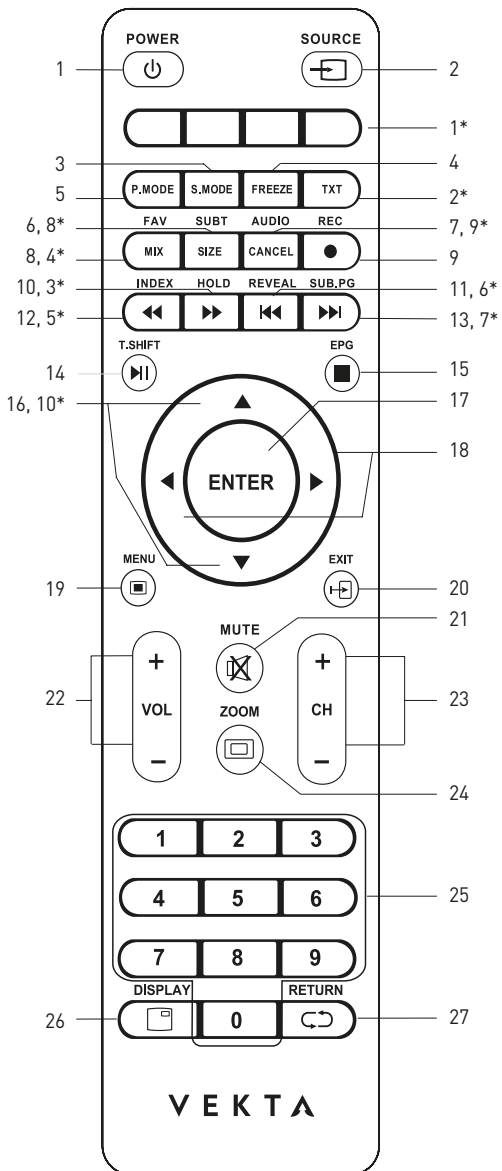 POWER SOURCE
1 2
1*
3 4
5 P.MODE S.MODE FREEZE TXT 2*
6, 8* FAV SUBT AUDIO REC 7, 9*
8, 4* MIX SIZE CANCEL 9
10, 3* INDEX HOLD REVEAL SUB.PG 11, 6*
12, 5* 13, 7*
T.SHIFT EPG
14 15
16, 10* 17
18
ENTER
MENU EXIT
19 20
MUTE 21
+ +
22 VOL CH 23
ZOOM
− −
24
1 2 3
4 5 6 25
7 8 9
DISPLAY RETURN
26 0 27
VEKTA